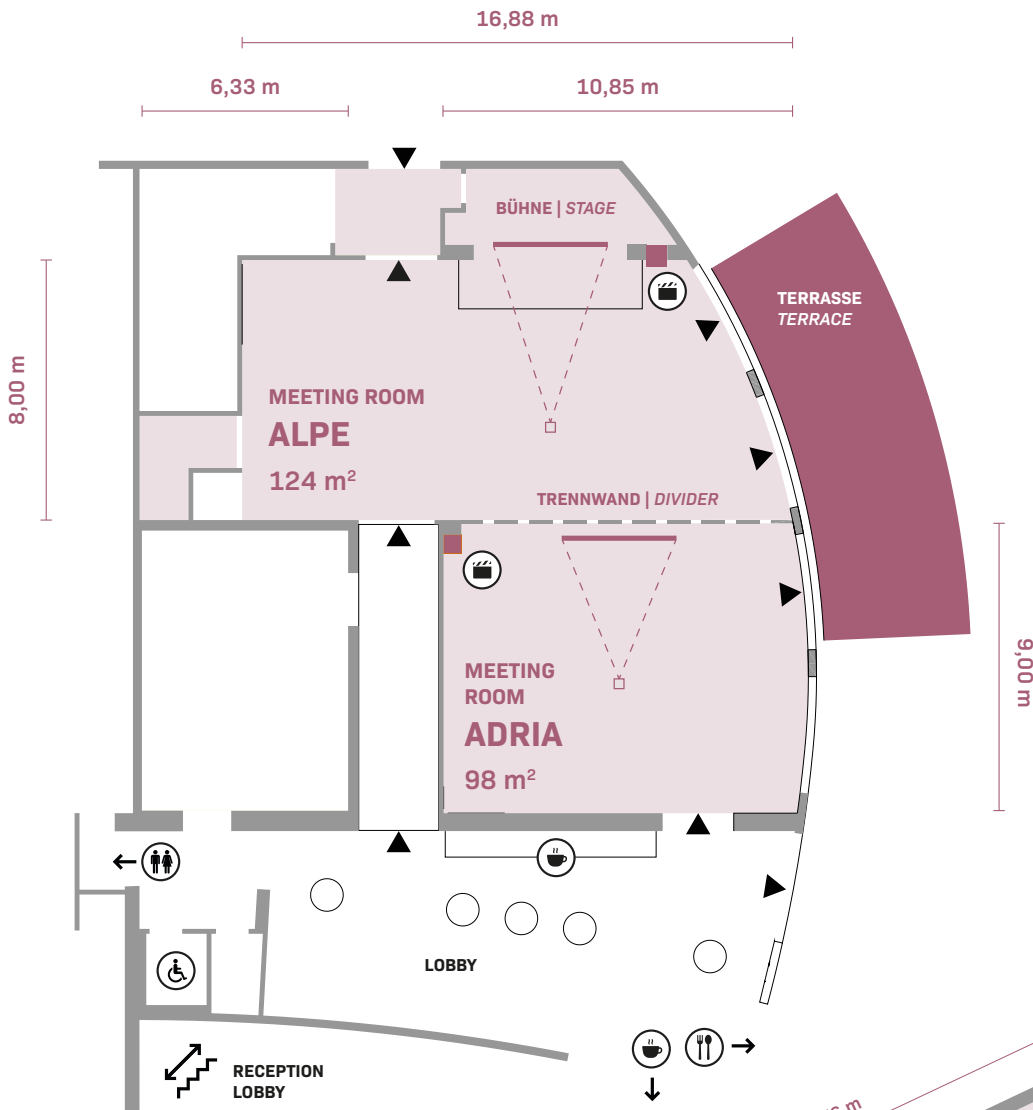 16,88 m
6,33 m
10,85 m
BÜHNE | STAGE
TERRASSE
TERRACE
8,00 m
MEETING ROOM
ALPE
124 m²
TRENNWAND | DIVIDER
9,00 m
MEETING
ROOM
ADRIA
98 m²
LOBBY
RECEPTION
LOBBY
m